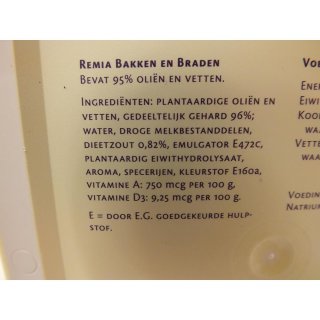 Remia Bakken en Braden
Bevat 95% oliën en vetten.
Ingrediënten: plantaardige oliën en
vetten, gedeeltelijk gehard 96%;
water, droge melkbestanddelen,
dieetzout 0,82%, emulgator E472c,
plantaardig eiwithydrolysaat,
aroma, specerijen, kleurstof E160a,
vitamine A: 750 mcg per 100 g,
vitamine D3: 9,25 mcg per 100 g.
E = door E.G. goedgekeurde hulp-
stof.